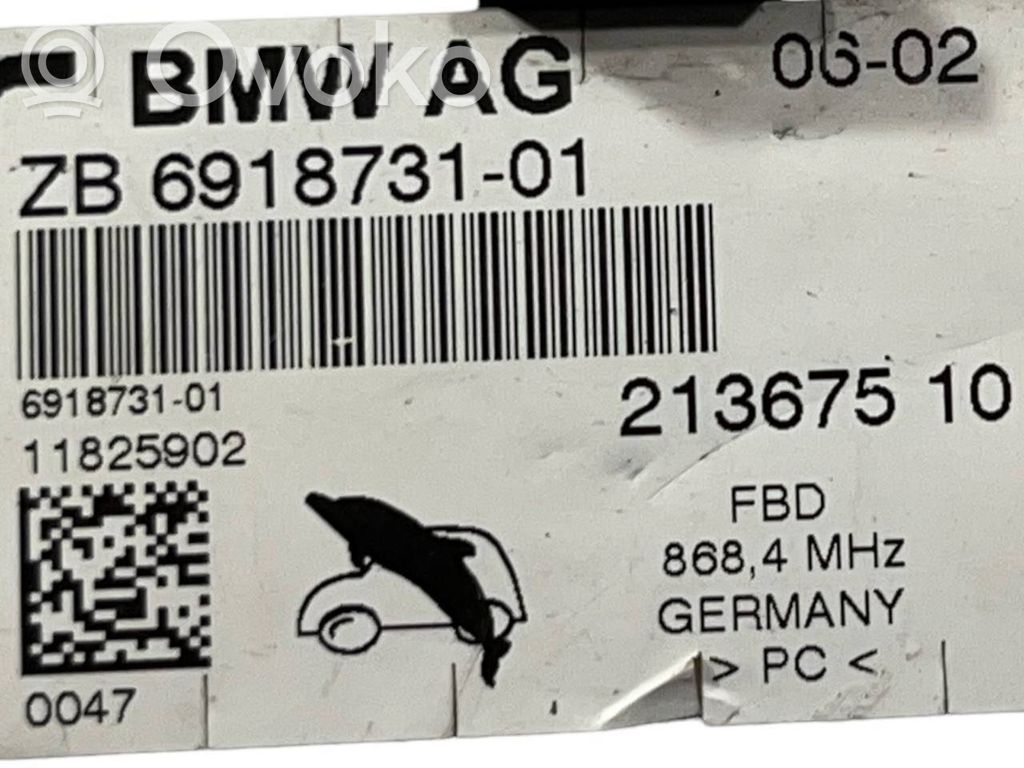 Ovoko
BMW AG
06-02
ZB 6918731-01
6918731-01
213675 10
11825902
FBD
868,4 MHz
GERMANY
> PC <
0047